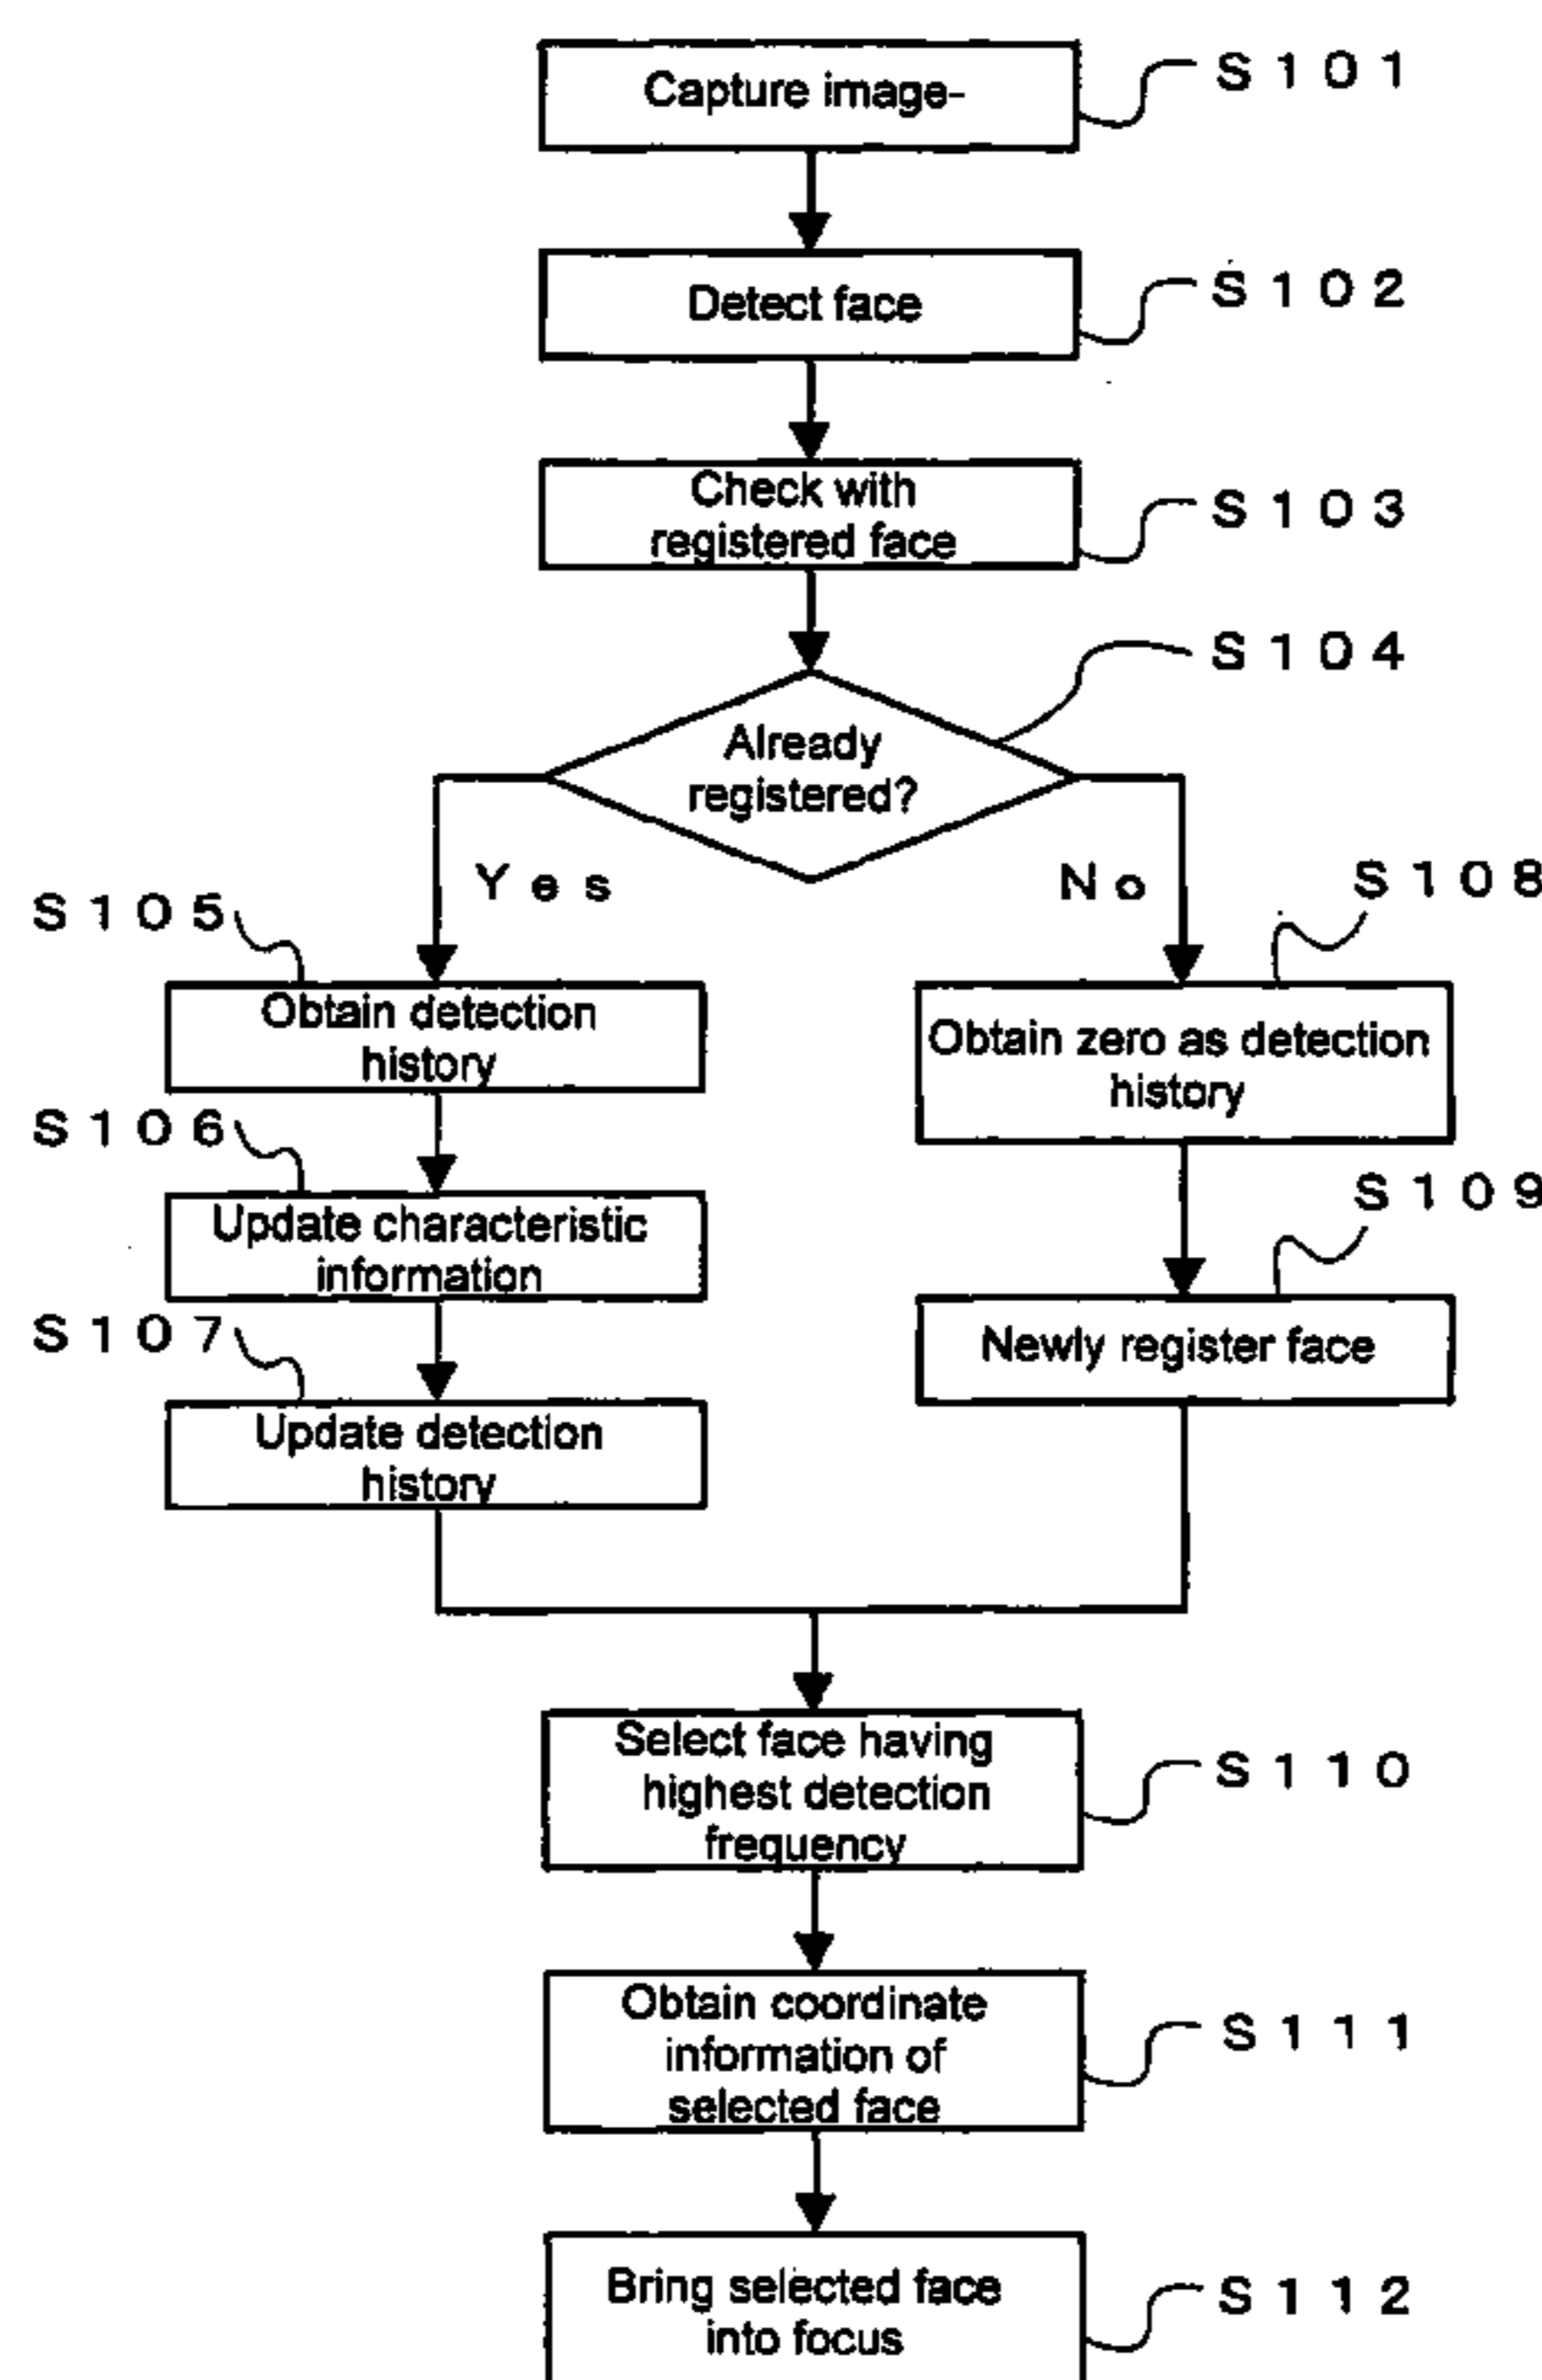 Capture image-
S101
Detect face
S102
Check with
registered face
S103
S104
Already
registered?
Yes
No
S105
Obtain detection
history
S106
Update characteristic
information
S107
Update detection
history
S108
Obtain zero as detection
history
S109
Newly register face
Select face having
highest detection
frequency
S110
Obtain coordinate
information of
selected face
S111
Bring selected face
into focus
S112